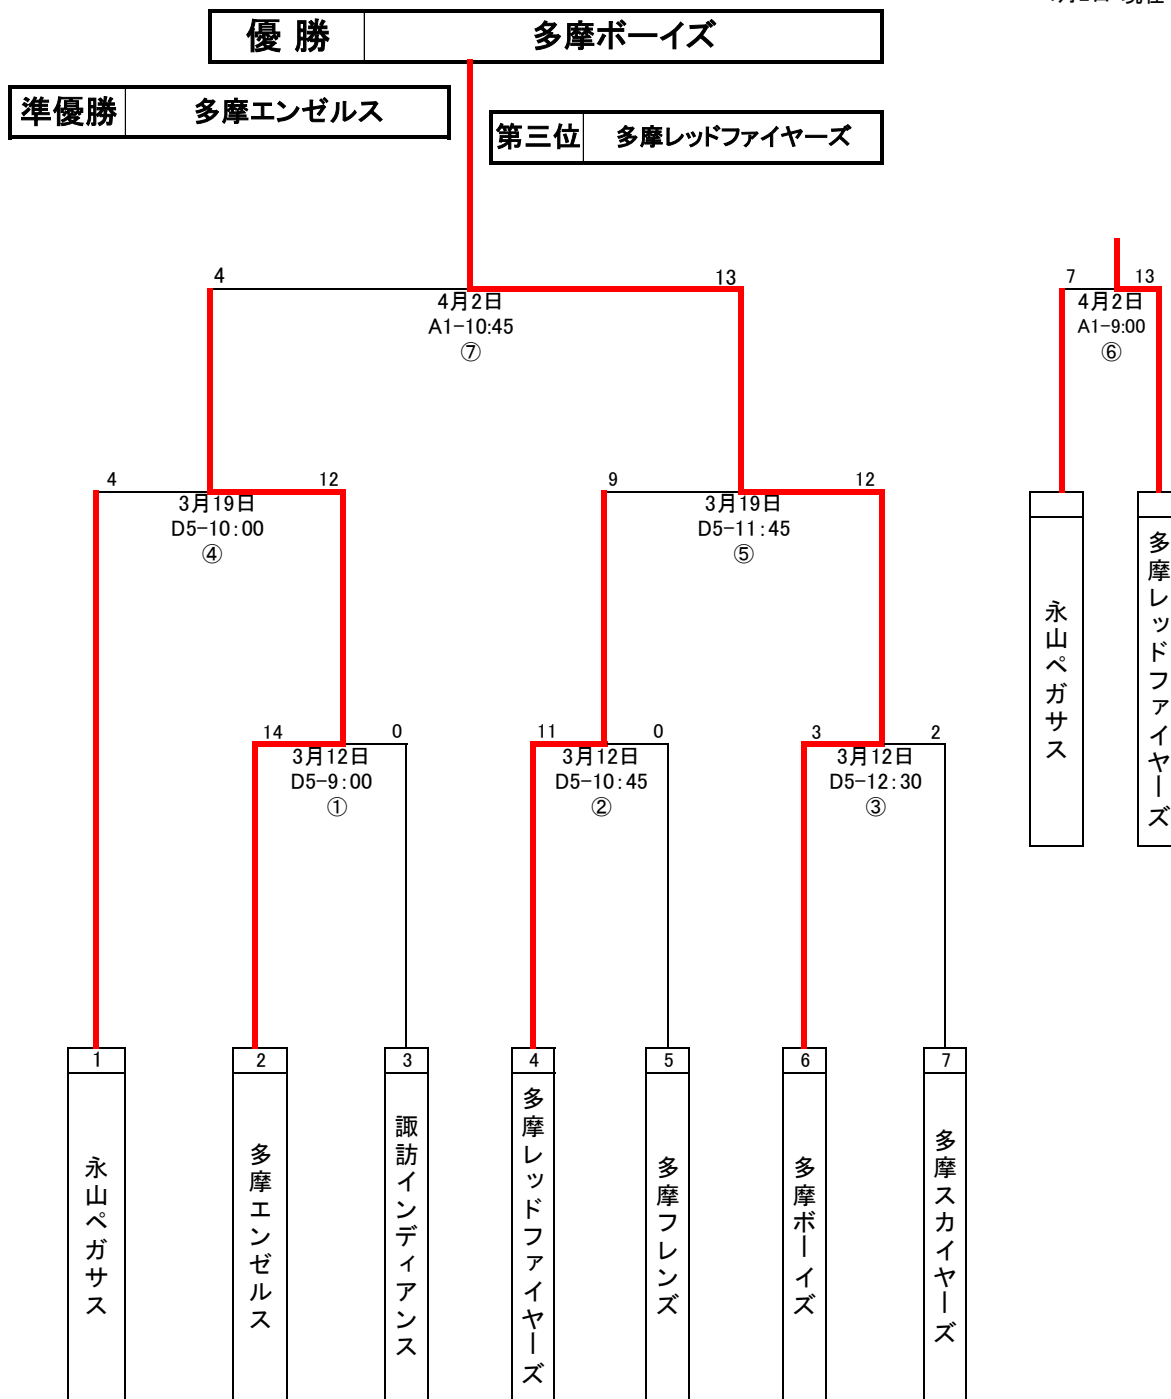 優 勝 多摩ボーイズ
準優勝 多摩エンゼルス
第三位 多摩レッドファイヤーズ
4 13
4月2日
A1-10:45
⑦
7 13
4月2日
A1-9:00
⑥
4 12
3月19日
D5-10:00
④
9 12
3月19日
D5-11:45
⑤
永山ペガサス
多摩レッドファイヤーズ
14 0
3月12日
D5-9:00
①
11 0
3月12日
D5-10:45
②
3 2
3月12日
D5-12:30
③
1
永山ペガサス
2
多摩エンゼルス
3
諏訪インディアンス
4
多摩レッドファイヤーズ
5
多摩フレンズ
6
多摩ボーイズ
7
多摩スカイヤーズ